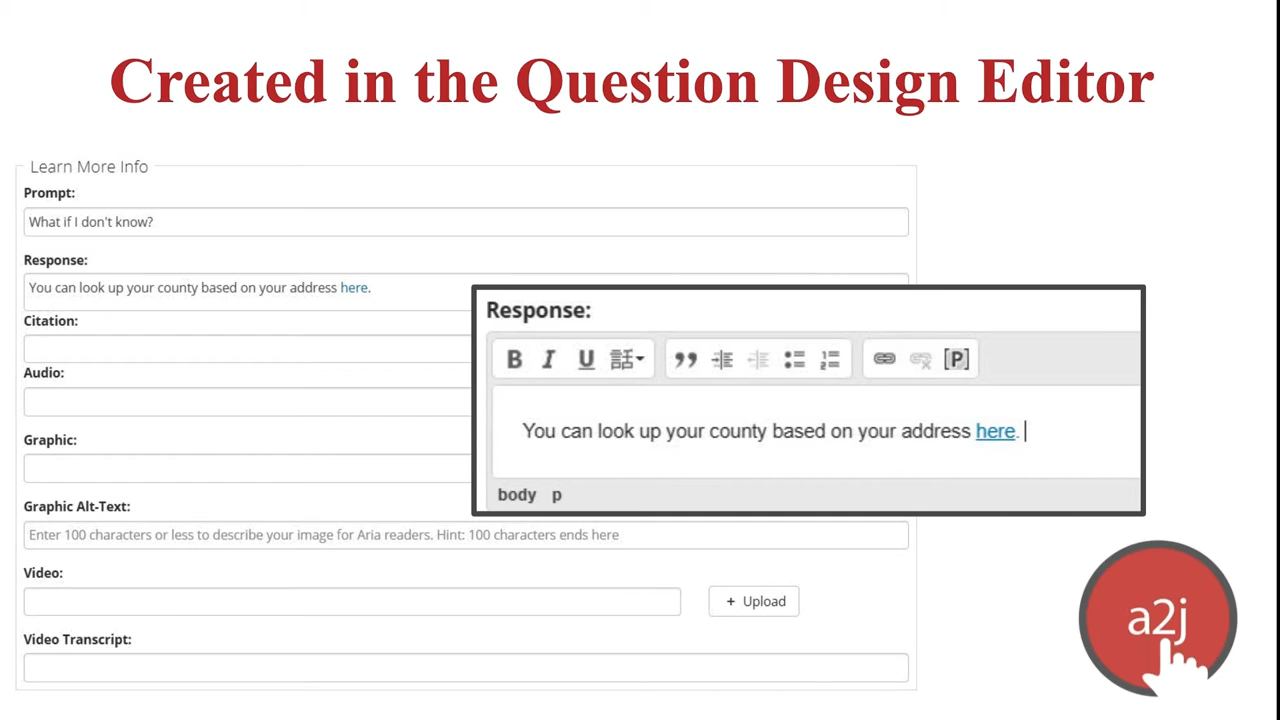 Created in the Question Design Editor
Learn More Info
Prompt:
What if I don't know?
Response:
You can look up your county based on your address here.
Citation:
Audio:
Graphic:
Graphic Alt-Text:
Enter 100 characters or less to describe your image for Aria readers. Hint: 100 characters ends here
Video:
+ Upload
Video Transcript:
Response:
B I U 話 [P]
You can look up your county based on your address here.
body p
a2j